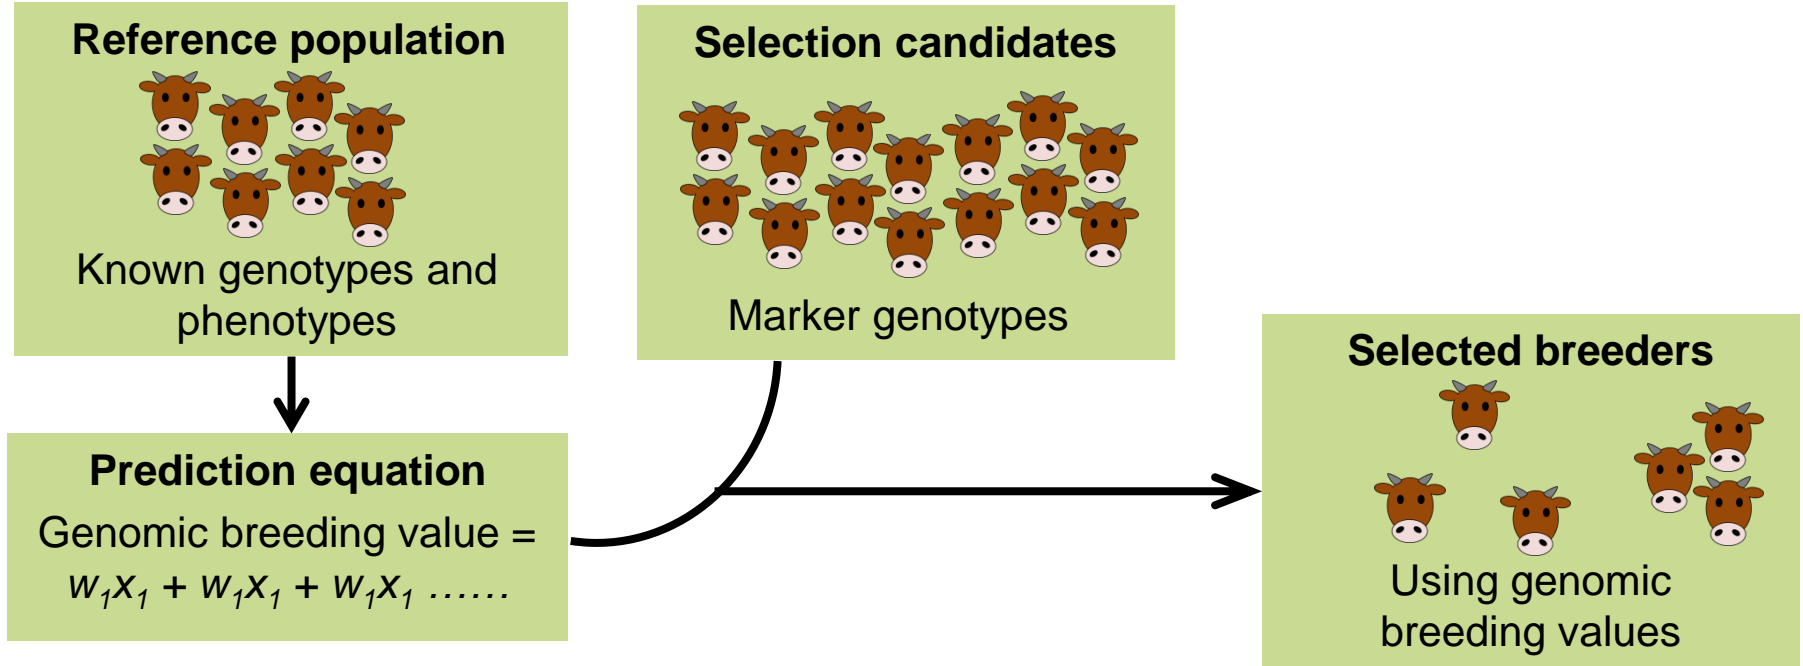 Reference population
Known genotypes and
phenotypes
Selection candidates
Marker genotypes
Prediction equation
Genomic breeding value =
w₁x₁ + w₁x₁ + w₁x₁ ......
Selected breeders
Using genomic
breeding values